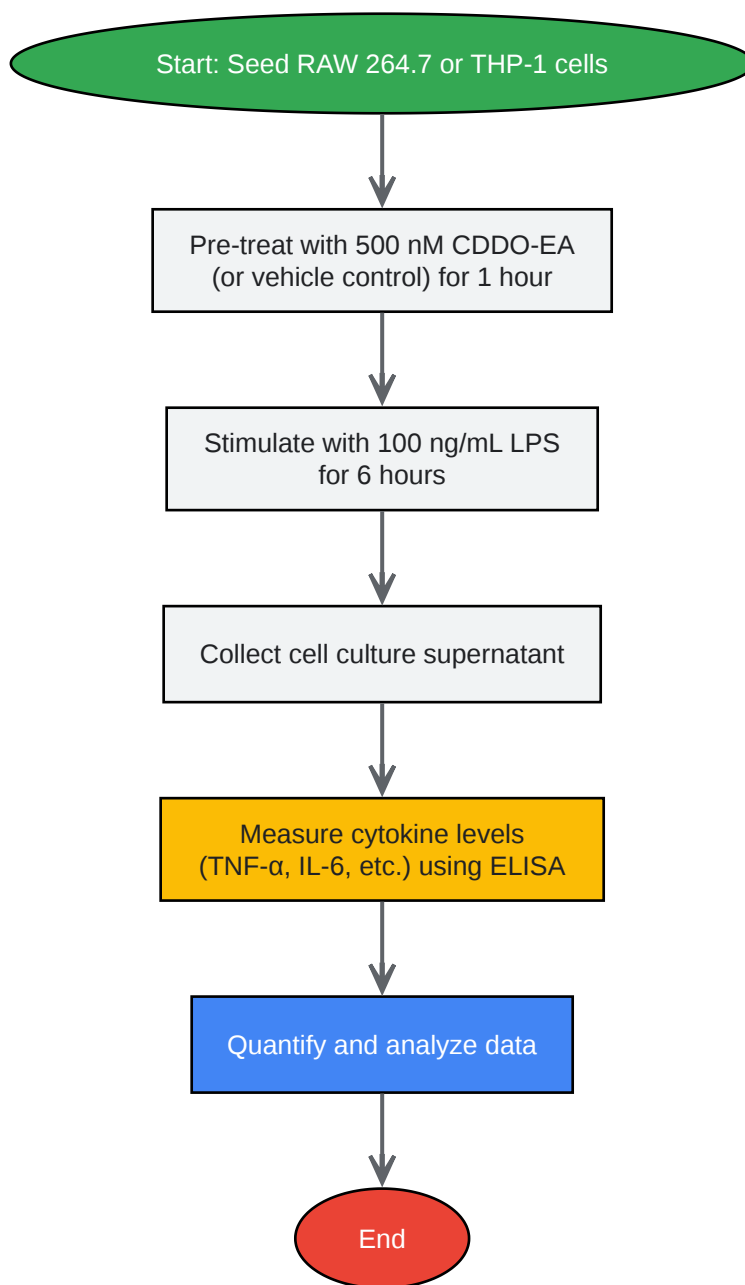 Start: Seed RAW 264.7 or THP-1 cells
Pre-treat with 500 nM CDDO-EA
(or vehicle control) for 1 hour
Stimulate with 100 ng/mL LPS
for 6 hours
Collect cell culture supernatant
Measure cytokine levels
(TNF-α, IL-6, etc.) using ELISA
Quantify and analyze data
End